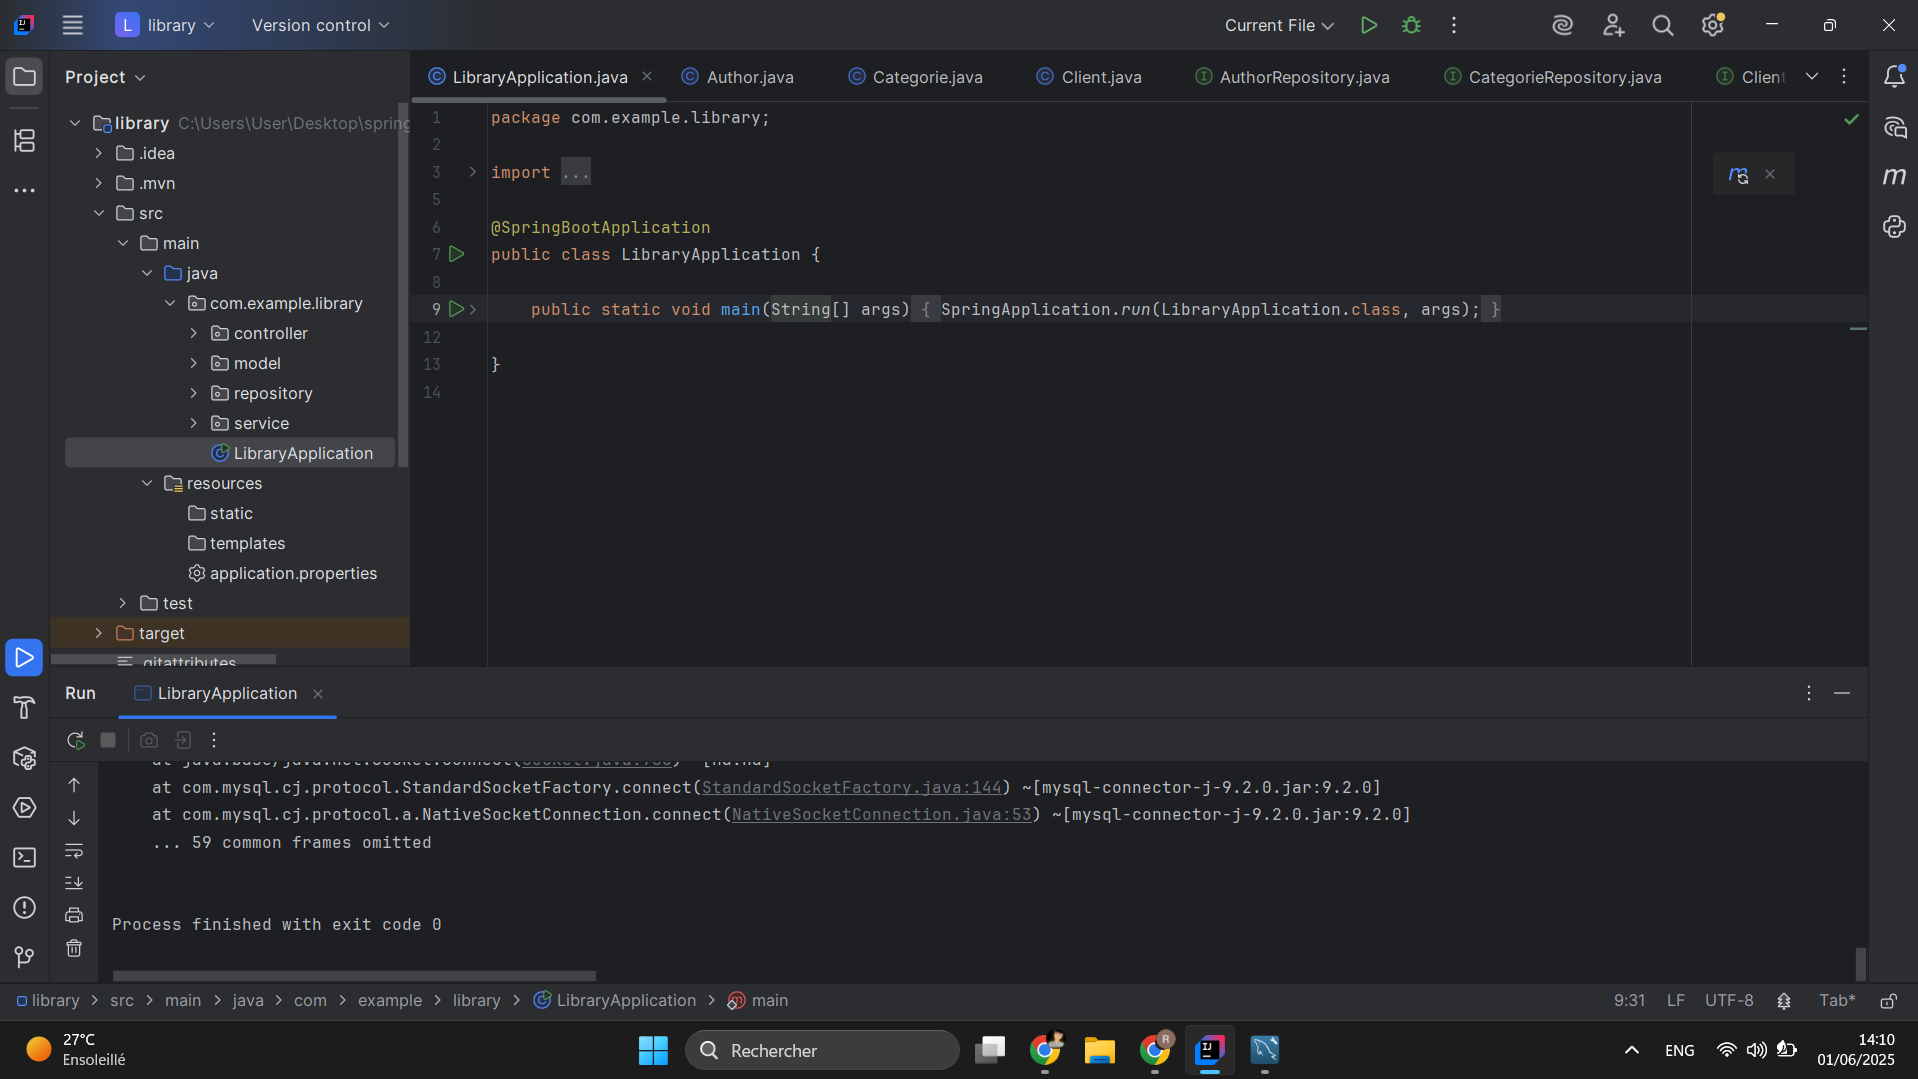 L library
Version control
Current File
Project
LibraryApplication.java
Author.java
Categorie.java
Client.java
AuthorRepository.java
CategorieRepository.java
Client
library C:\Users\User\Desktop\spring
.idea
.mvn
src
main
java
com.example.library
controller
model
repository
service
LibraryApplication
resources
static
templates
application.properties
test
target
.gitattributes
1 package com.example.library;
2
3 import ...
5
6 @SpringBootApplication
7 public class LibraryApplication {
8
9 public static void main(String[] args) { SpringApplication.run(LibraryApplication.class, args); }
12
13 }
14
Run LibraryApplication
at com.mysql.cj.protocol.StandardSocketFactory.connect(StandardSocketFactory.java:144) ~[mysql-connector-j-9.2.0.jar:9.2.0]
at com.mysql.cj.protocol.a.NativeSocketConnection.connect(NativeSocketConnection.java:53) ~[mysql-connector-j-9.2.0.jar:9.2.0]
... 59 common frames omitted
Process finished with exit code 0
library > src > main > java > com > example > library > LibraryApplication > main
9:31 LF UTF-8 Tab*
27°C
Ensoleillé
Rechercher
ENG
14:10
01/06/2025